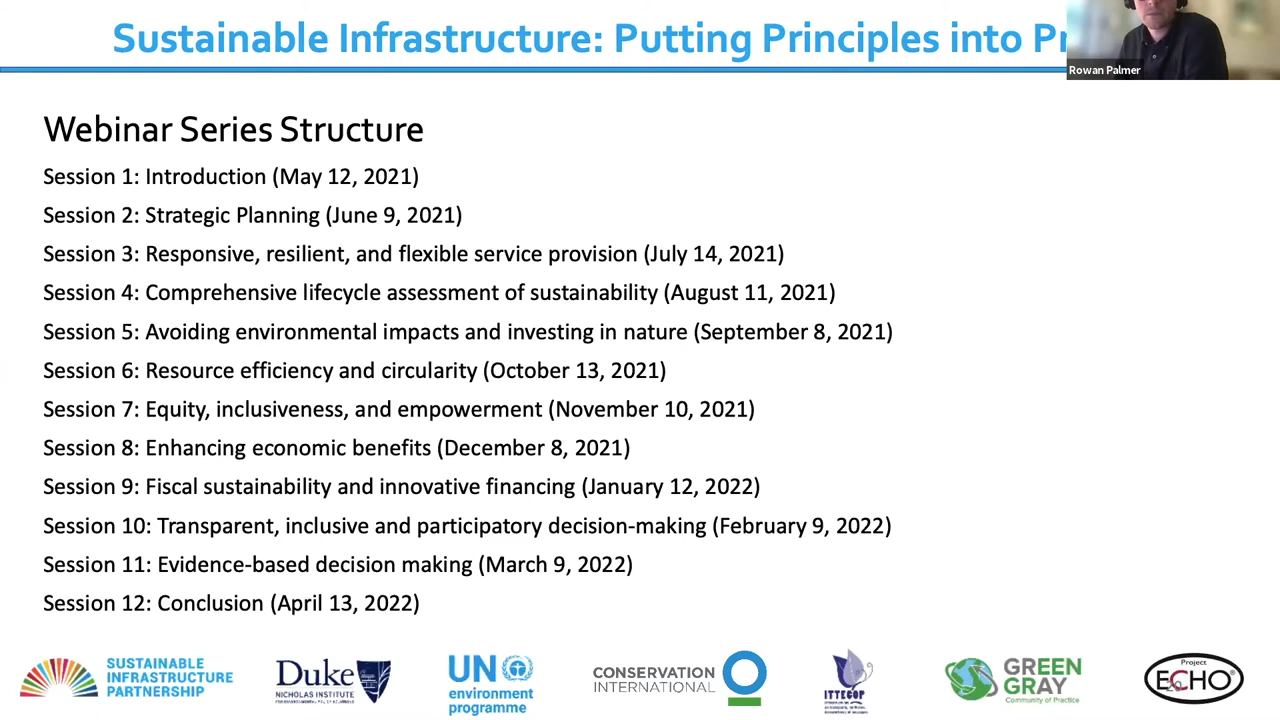 Sustainable Infrastructure: Putting Principles into Pr
Rowan Palmer
Webinar Series Structure
Session 1: Introduction (May 12, 2021)
Session 2: Strategic Planning (June 9, 2021)
Session 3: Responsive, resilient, and flexible service provision (July 14, 2021)
Session 4: Comprehensive lifecycle assessment of sustainability (August 11, 2021)
Session 5: Avoiding environmental impacts and investing in nature (September 8, 2021)
Session 6: Resource efficiency and circularity (October 13, 2021)
Session 7: Equity, inclusiveness, and empowerment (November 10, 2021)
Session 8: Enhancing economic benefits (December 8, 2021)
Session 9: Fiscal sustainability and innovative financing (January 12, 2022)
Session 10: Transparent, inclusive and participatory decision-making (February 9, 2022)
Session 11: Evidence-based decision making (March 9, 2022)
Session 12: Conclusion (April 13, 2022)
SUSTAINABLE
INFRASTRUCTURE
PARTNERSHIP
Duke
NICHOLAS INSTITUTE
UN
environment
programme
CONSERVATION
INTERNATIONAL
ITTECOP
GREEN
GRAY
Community of Practice
Project
ECHO®